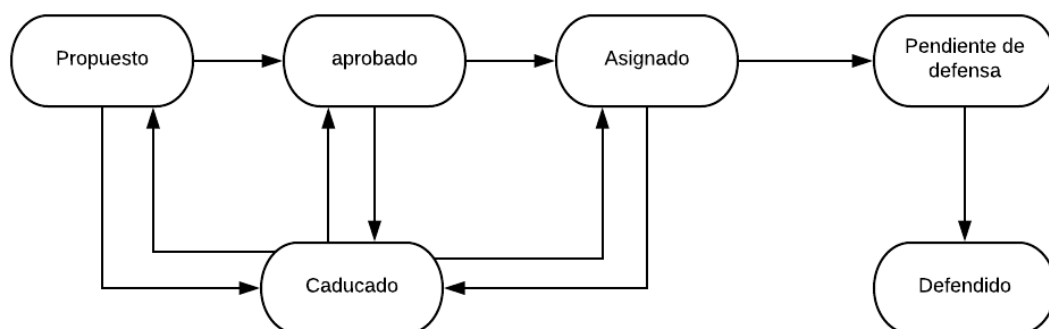 Propuesto
aprobado
Asignado
Pendiente de
defensa
Caducado
Defendido